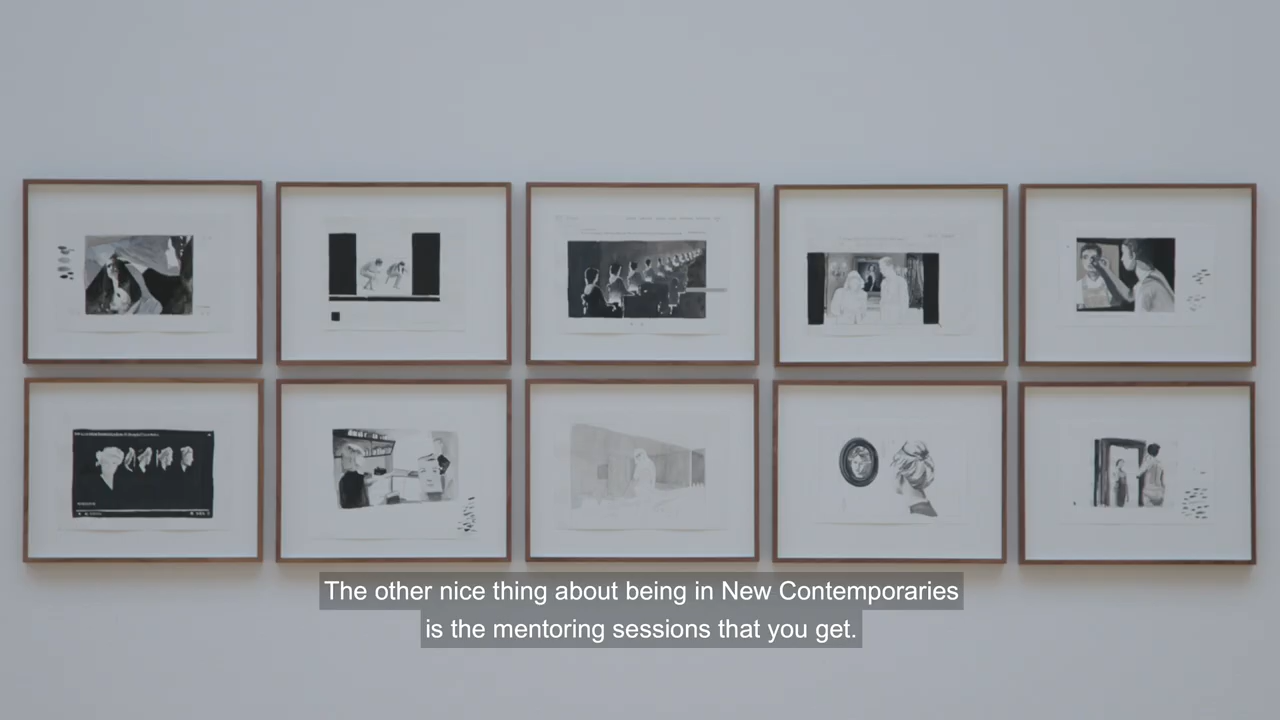 The other nice thing about being in New Contemporaries
is the mentoring sessions that you get.